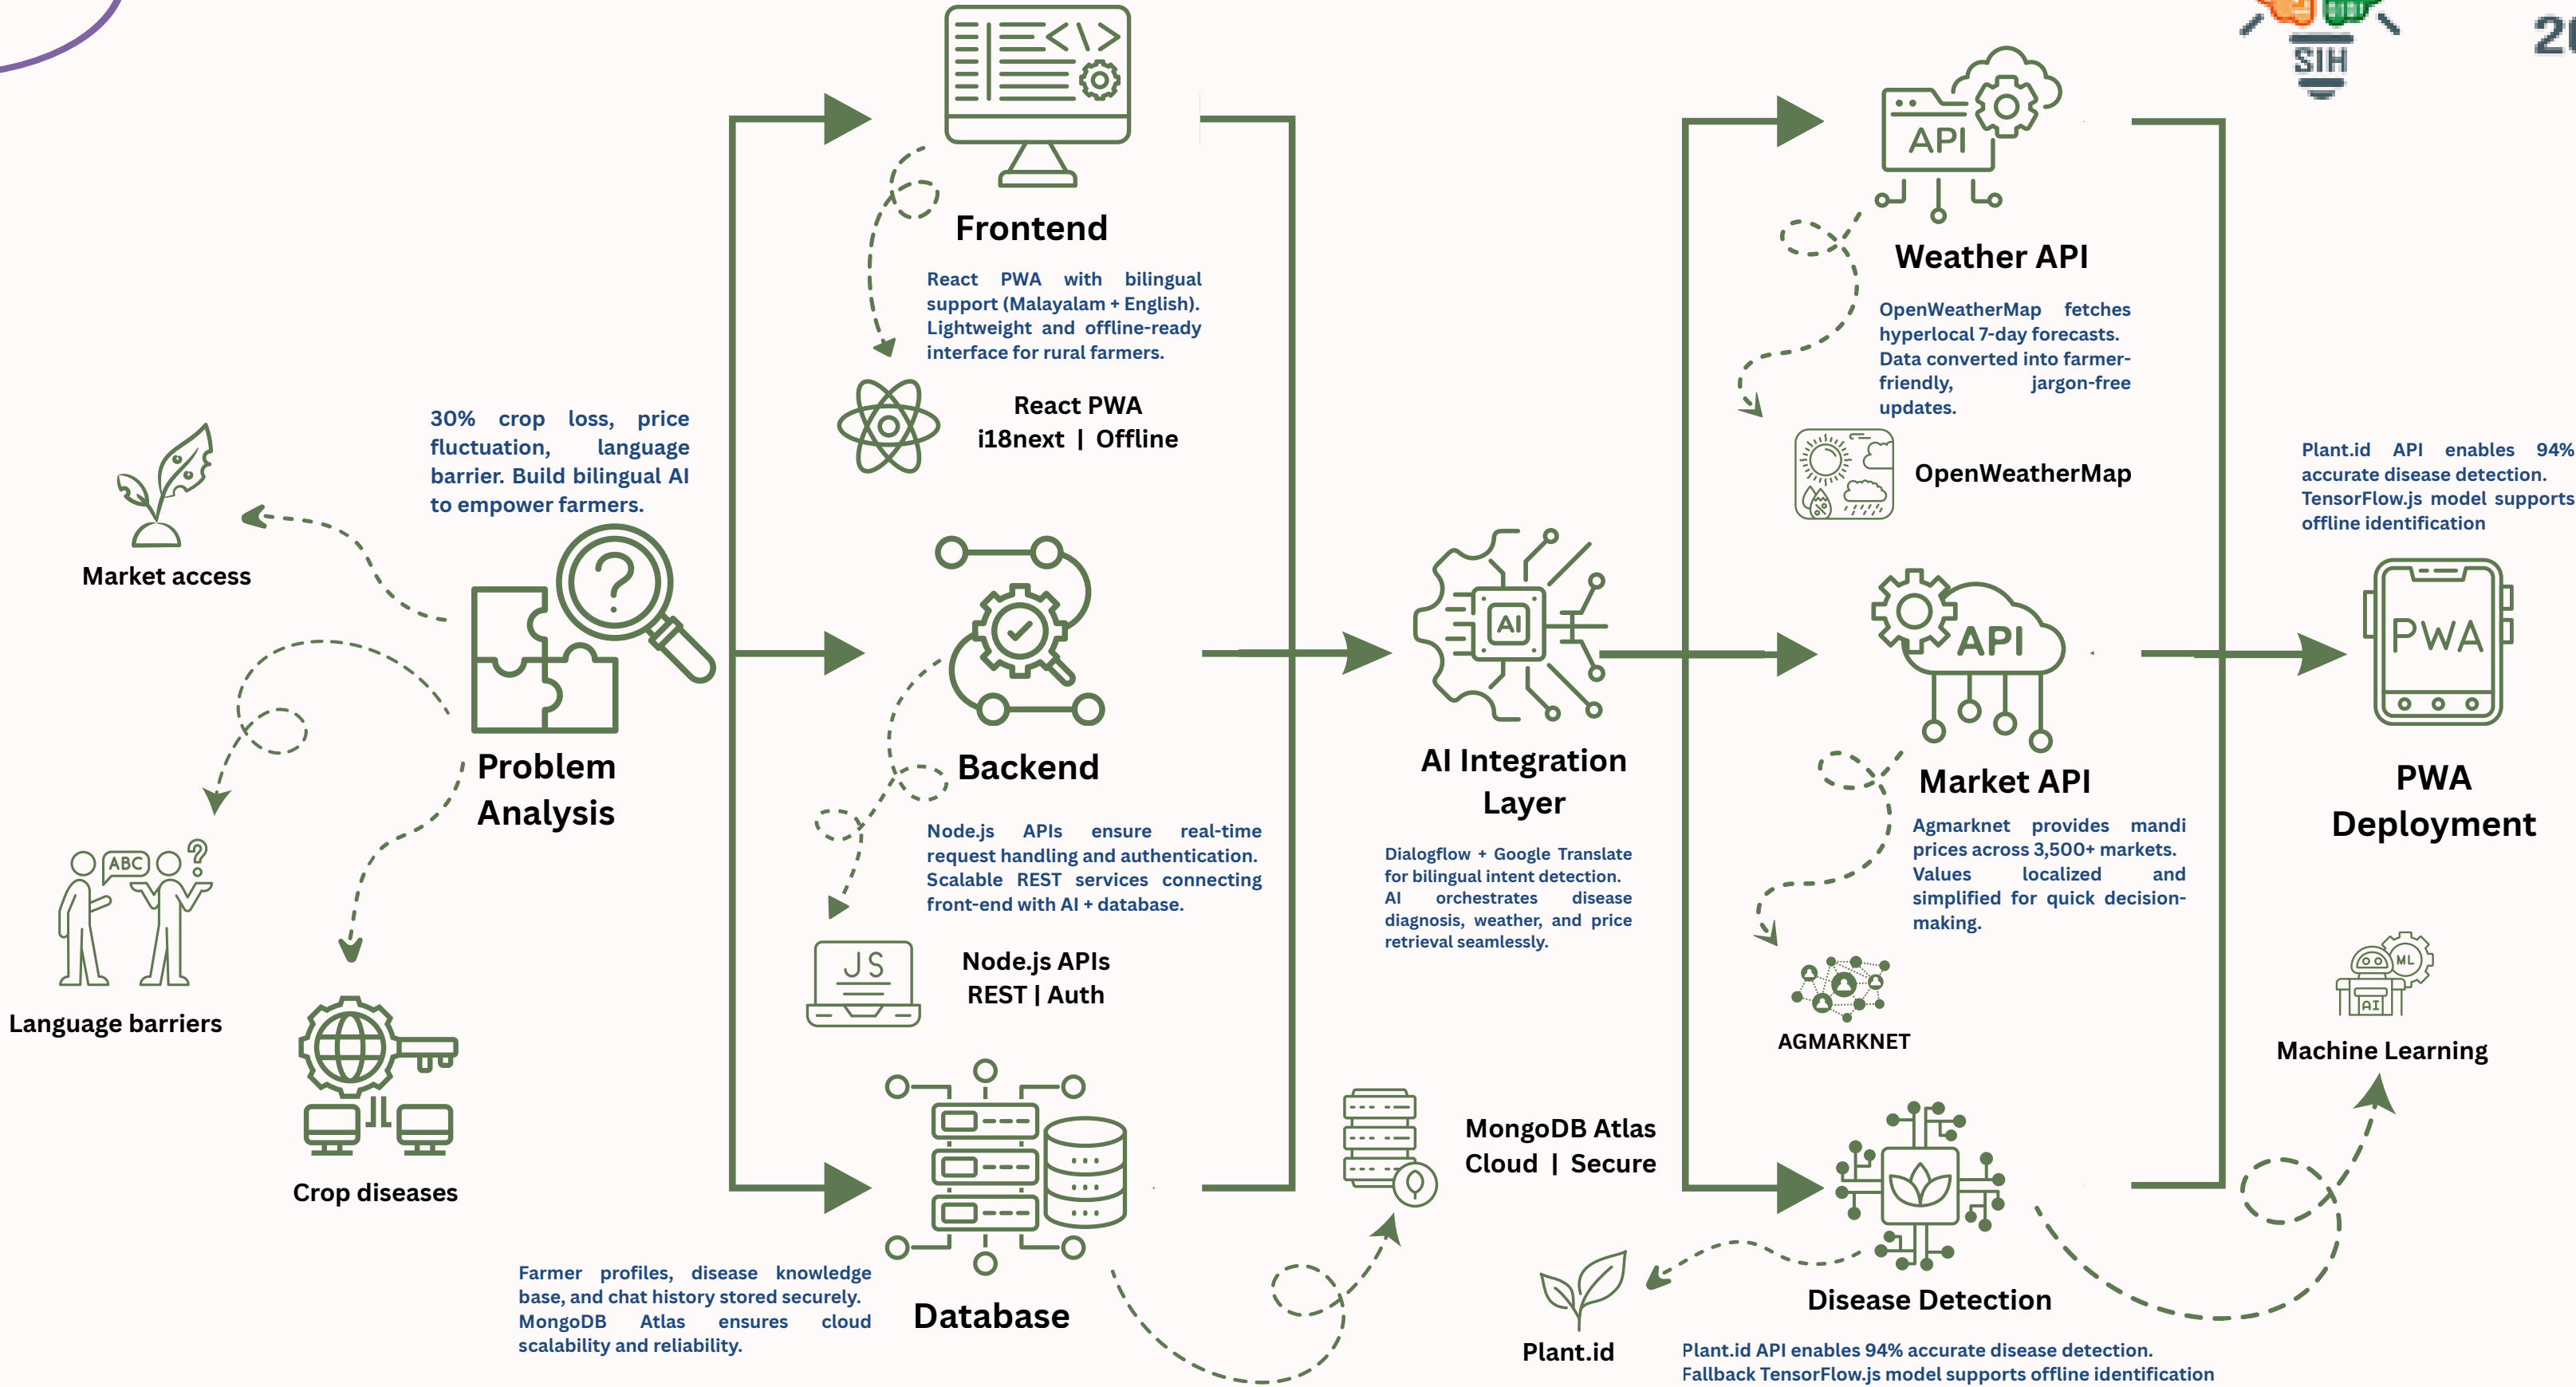 SIH
20
</>
Frontend
React PWA with bilingual
support (Malayalam + English).
Lightweight and offline-ready
interface for rural farmers.
React PWA
i18next | Offline
API
Weather API
OpenWeatherMap fetches
hyperlocal 7-day forecasts.
Data converted into farmer-
friendly, jargon-free
updates.
OpenWeatherMap
30% crop loss, price
fluctuation, language
barrier. Build bilingual AI
to empower farmers.
Market access
?
Problem
Analysis
ABC
?
Language barriers
Crop diseases
Backend
Node.js APIs ensure real-time
request handling and authentication.
Scalable REST services connecting
front-end with AI + database.
JS
Node.js APIs
REST | Auth
AI
AI Integration
Layer
Dialogflow + Google Translate
for bilingual intent detection.
AI orchestrates disease
diagnosis, weather, and price
retrieval seamlessly.
API
Market API
Agmarknet provides mandi
prices across 3,500+ markets.
Values localized and
simplified for quick decision-
making.
AGMARKNET
Plant.id API enables 94%
accurate disease detection.
TensorFlow.js model supports
offline identification
PWA
PWA
Deployment
ML
AI
Machine Learning
Farmer profiles, disease knowledge
base, and chat history stored securely.
MongoDB Atlas ensures cloud
scalability and reliability.
Database
MongoDB Atlas
Cloud | Secure
Plant.id
Disease Detection
Plant.id API enables 94% accurate disease detection.
Fallback TensorFlow.js model supports offline identification